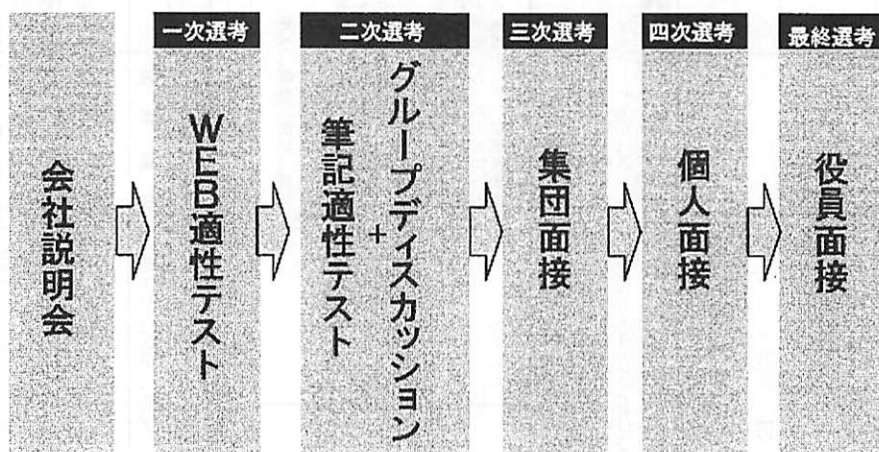 会社説明会
一次選考
WEB適性テスト
二次選考
グループディスカッション
+
筆記適性テスト
三次選考
集団面接
四次選考
個人面接
最終選考
役員面接